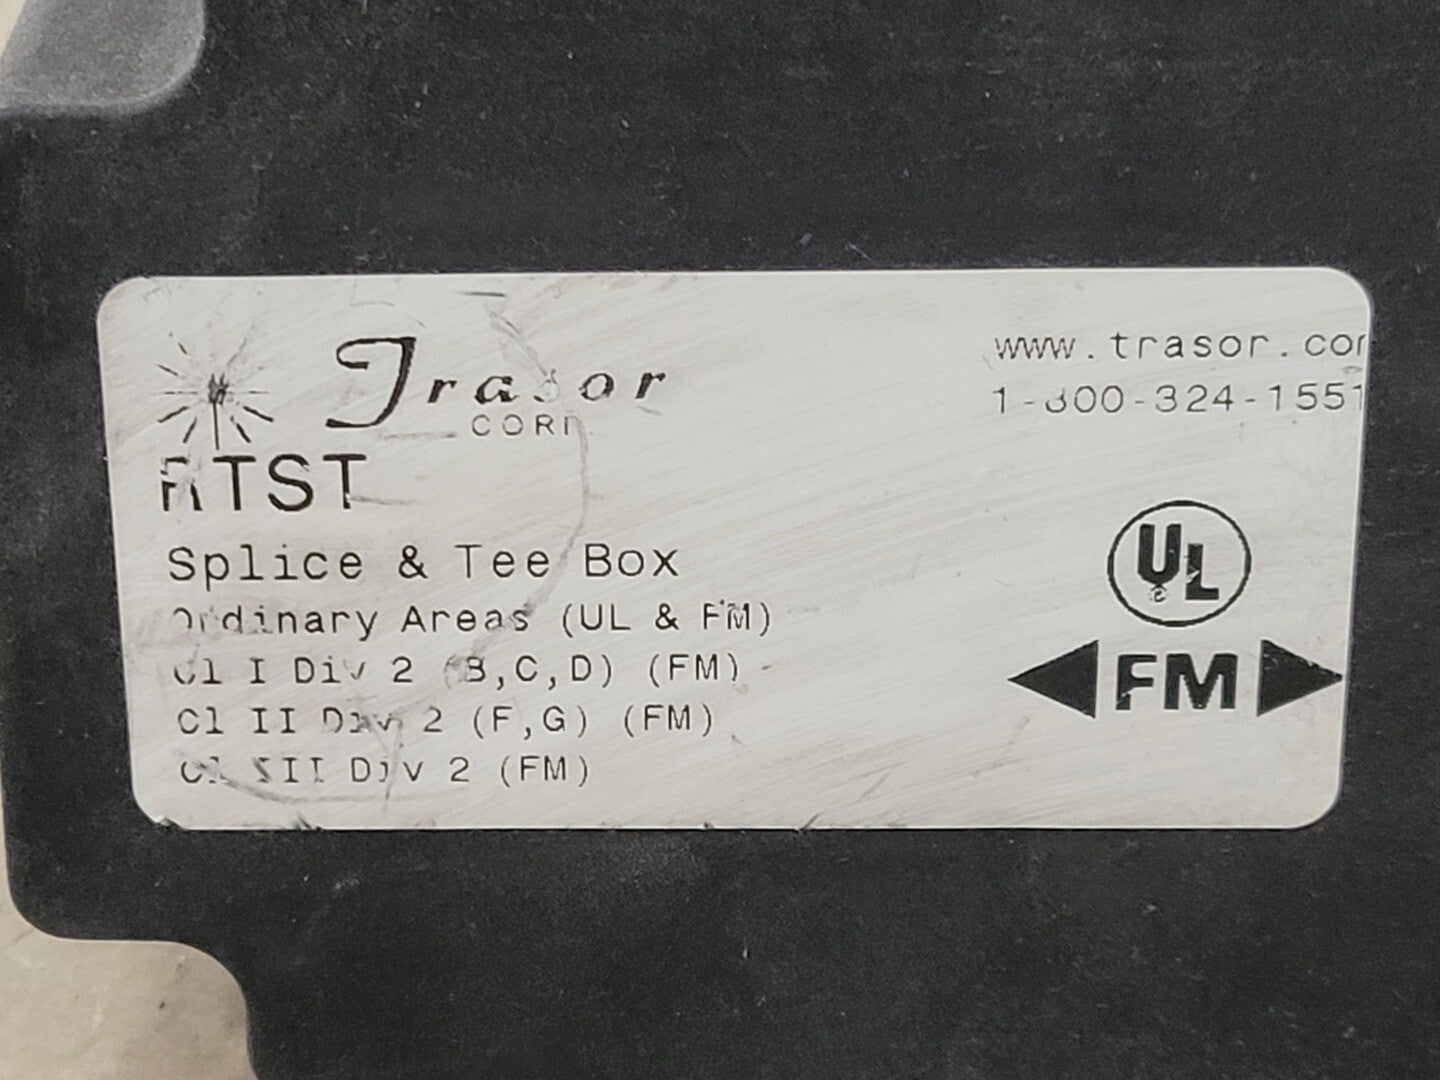 Trasor
CORP
www.trasor.com
1-800-324-1551
RTST
Splice & Tee Box
Ordinary Areas (UL & FM)
Cl I Div 2 (B,C,D) (FM)
Cl II Div 2 (F,G) (FM)
Cl III Div 2 (FM)
UL
FM